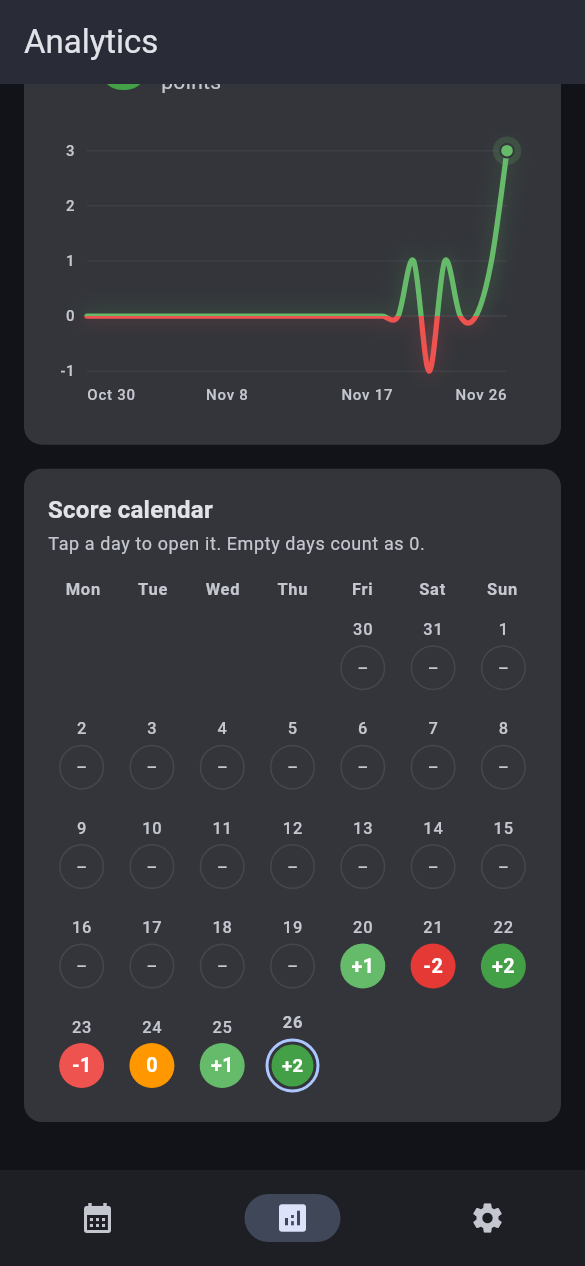 Analytics
points
3
2
1
0
-1
Oct 30 Nov 8 Nov 17 Nov 26
Score calendar
Tap a day to open it. Empty days count as 0.
Mon Tue Wed Thu Fri Sat Sun
30 31 1
– – –
2 3 4 5 6 7 8
– – – – – – –
9 10 11 12 13 14 15
– – – – – – –
16 17 18 19 20 21 22
– – – – +1 -2 +2
23 24 25 26
-1 0 +1 +2